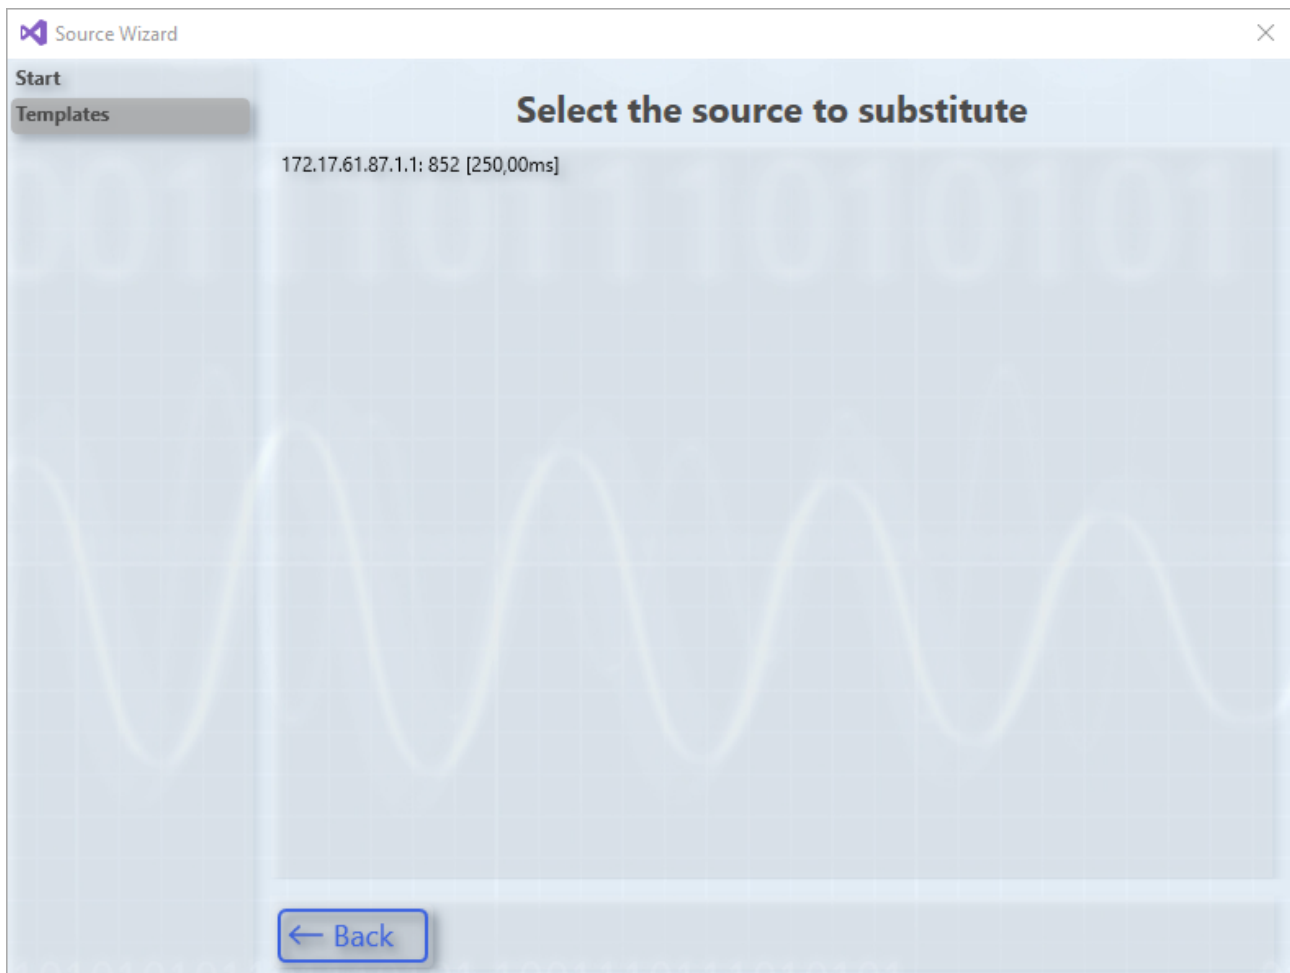 Source Wizard
Start
Templates
Select the source to substitute
172.17.61.87.1.1: 852 [250,00ms]
001110111101010101
← Back